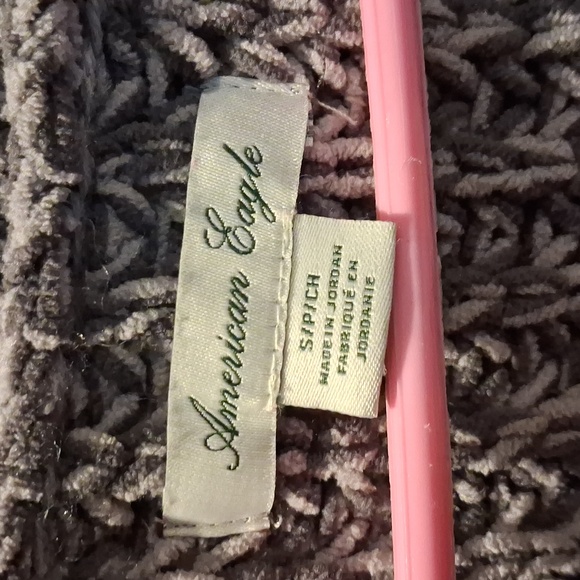 American Eagle
S/P/CH
MADE IN JORDAN
FABRIQUÉ EN
JORDANIE